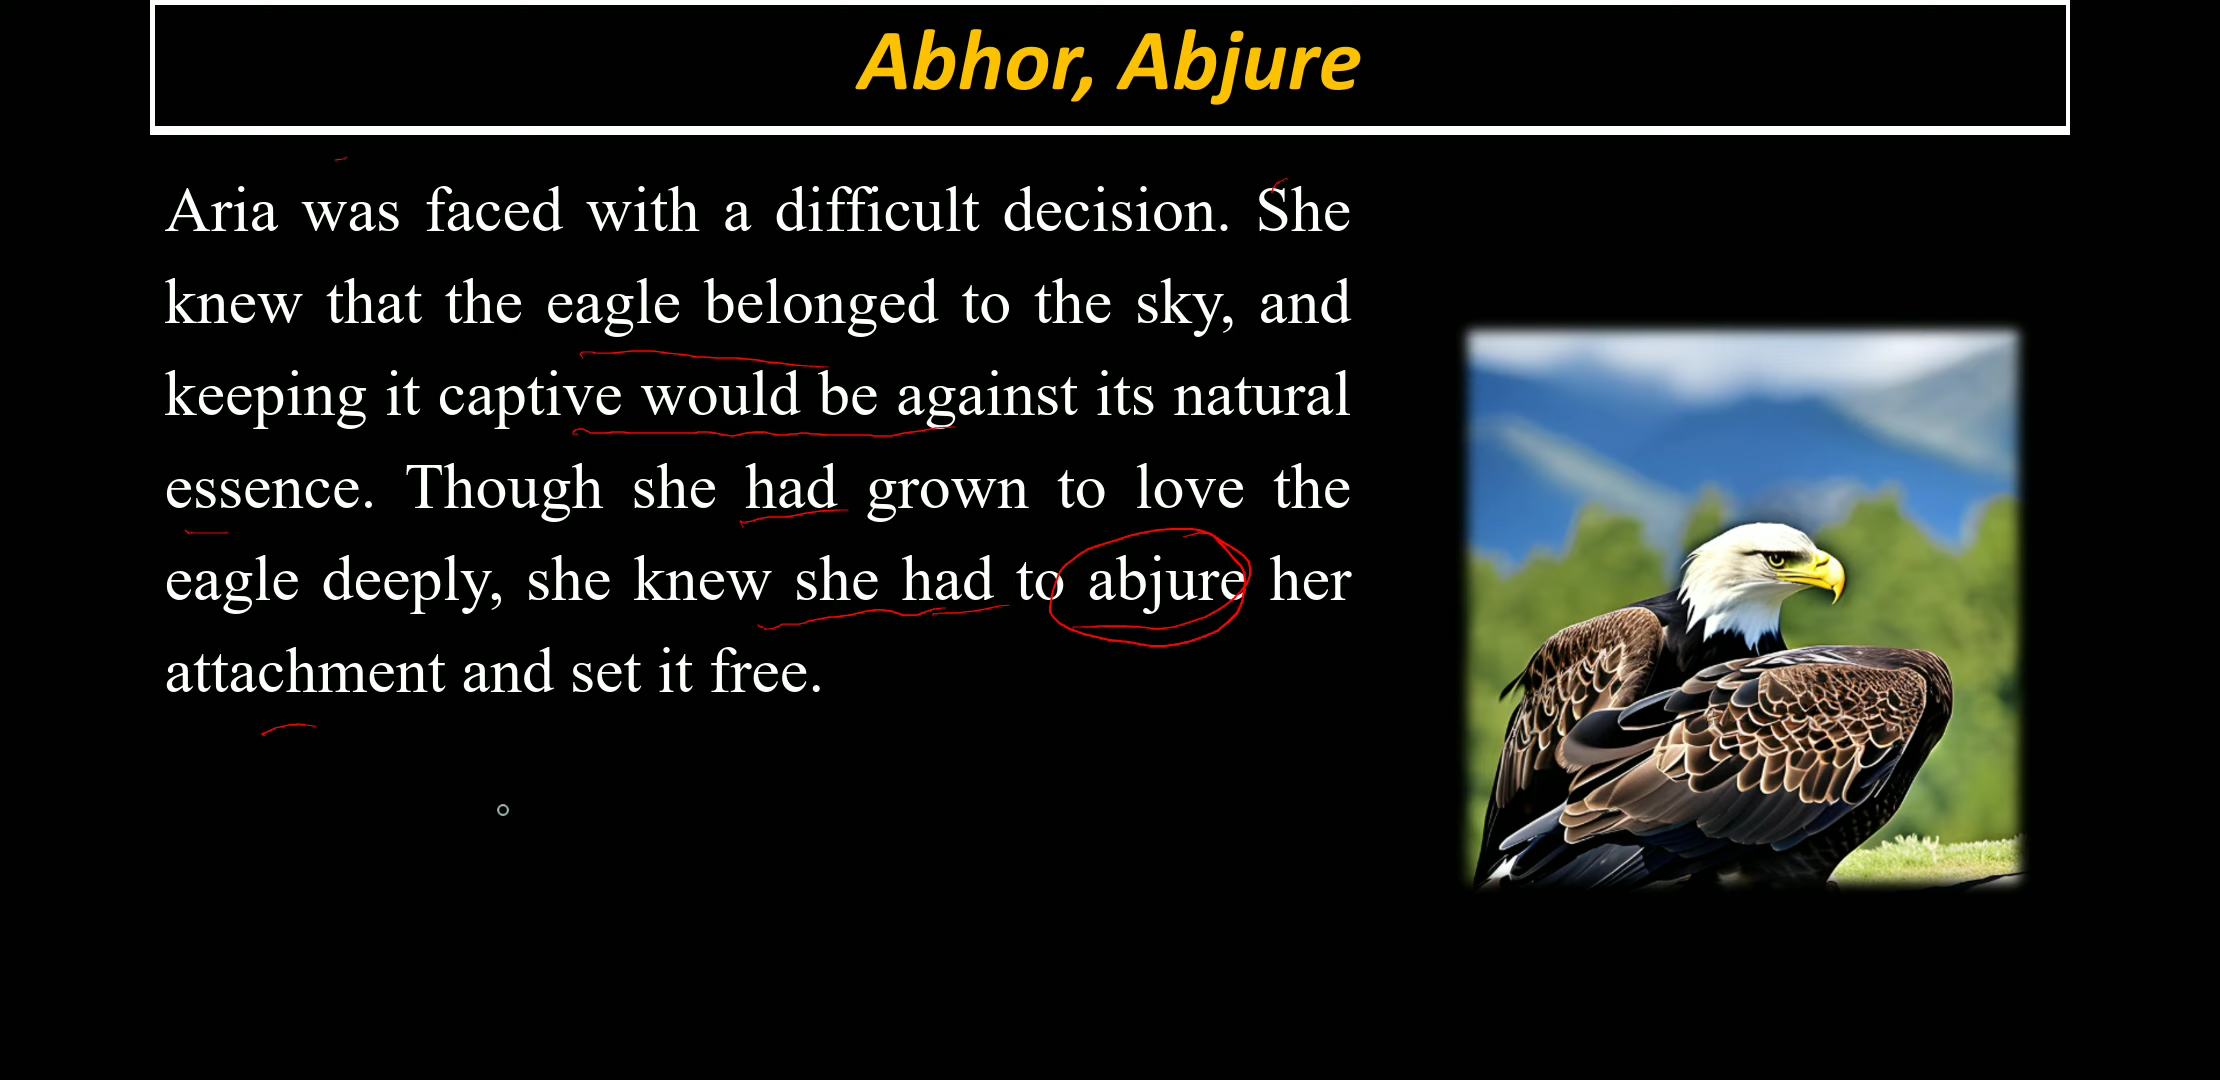 Abhor, Abjure
Aria was faced with a difficult decision. She
knew that the eagle belonged to the sky, and
keeping it captive would be against its natural
essence. Though she had grown to love the
eagle deeply, she knew she had to abjure her
attachment and set it free.